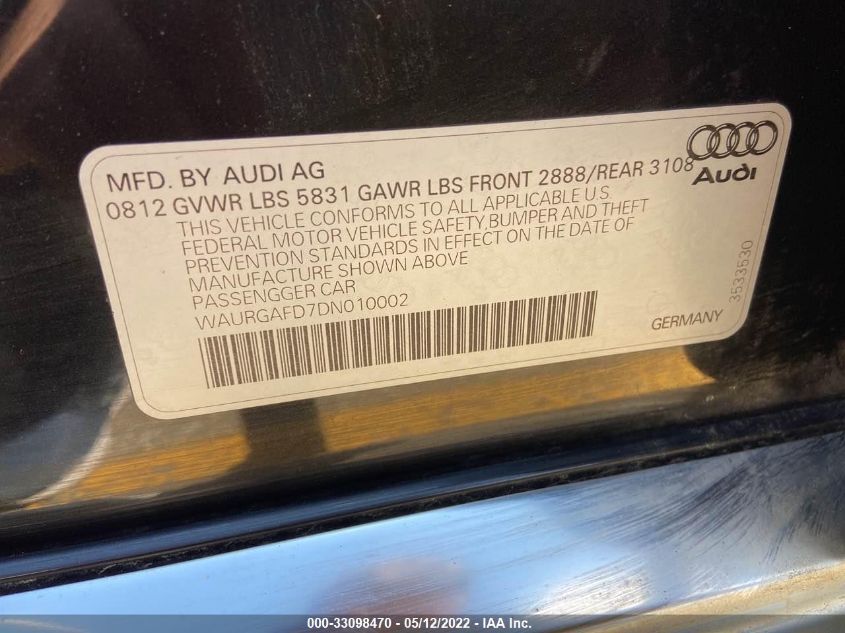 MFD. BY AUDI AG
0812 GVWR LBS 5831 GAWR LBS FRONT 2888/REAR 3108
THIS VEHICLE CONFORMS TO ALL APPLICABLE U S
FEDERAL MOTOR VEHICLE SAFETY,BUMPER AND THEFT
PREVENTION STANDARDS IN EFFECT ON THE DATE OF
MANUFACTURE SHOWN ABOVE
PASSENGGER CAR
WAURGAFD7DN010002
Audi
GERMANY
3533530
000-33098470 - 05/12/2022 - IAA Inc.